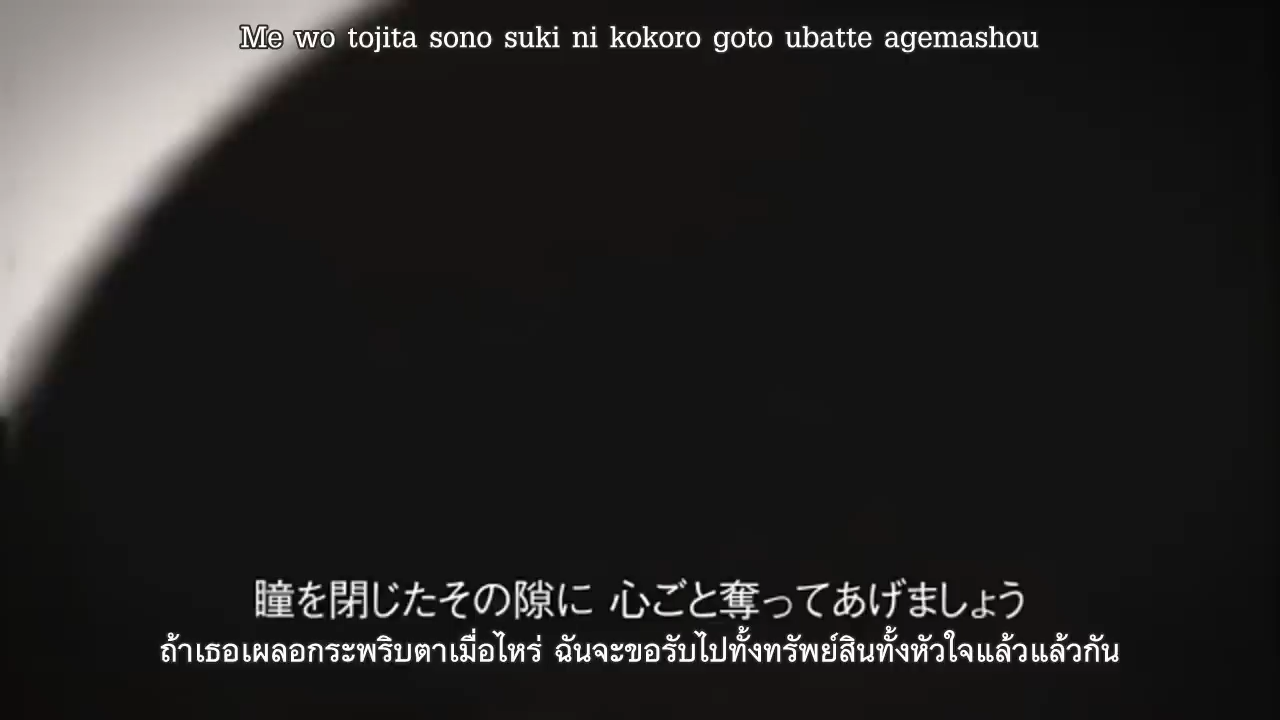 Me wo tojita sono suki ni kokoro goto ubatte agemashou
瞳を閉じたその隙に 心ごと奪ってあげましょう
ถ้าเธอเผลอกระพริบตาเมื่อไหร่ ฉันจะขอรับไปทั้งทรัพย์สินทั้งหัวใจแล้วแล้วกัน